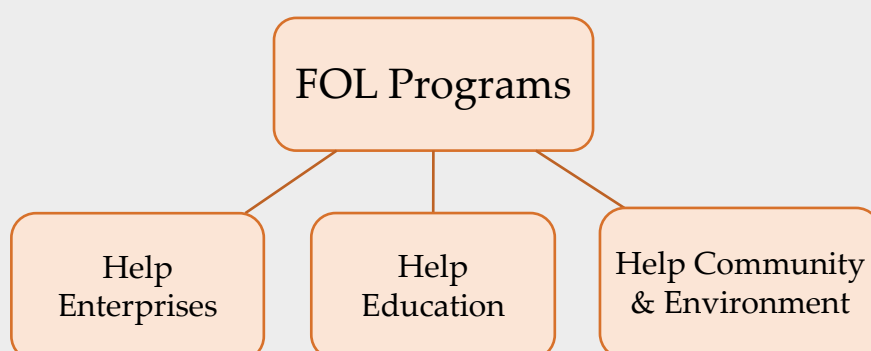 FOL Programs
Help
Enterprises
Help
Education
Help Community
& Environment